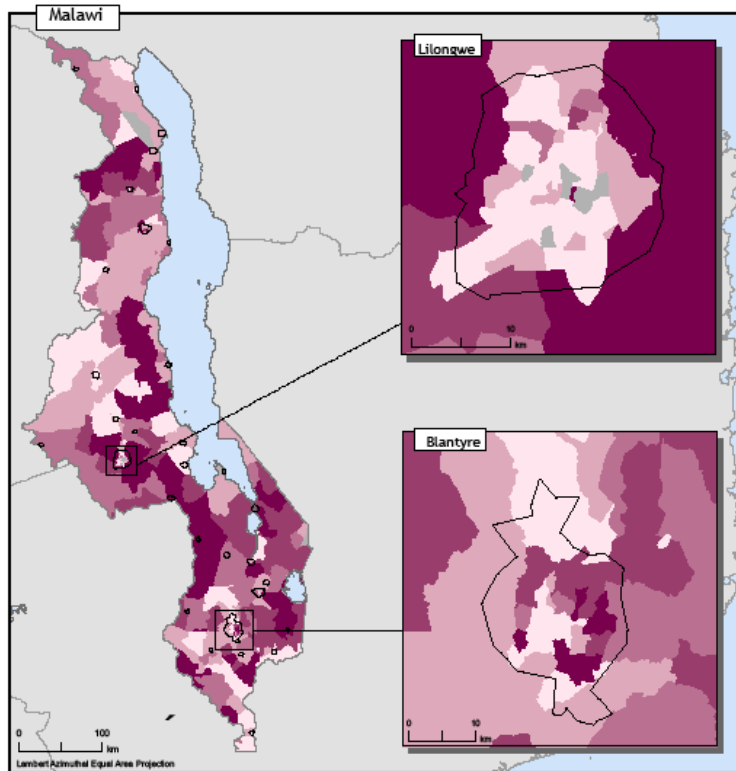 Malawi
Lilongwe
0 10
km
Blantyre
0 10
km
0 100
km
Lambert Azimuthal Equal Area Projection